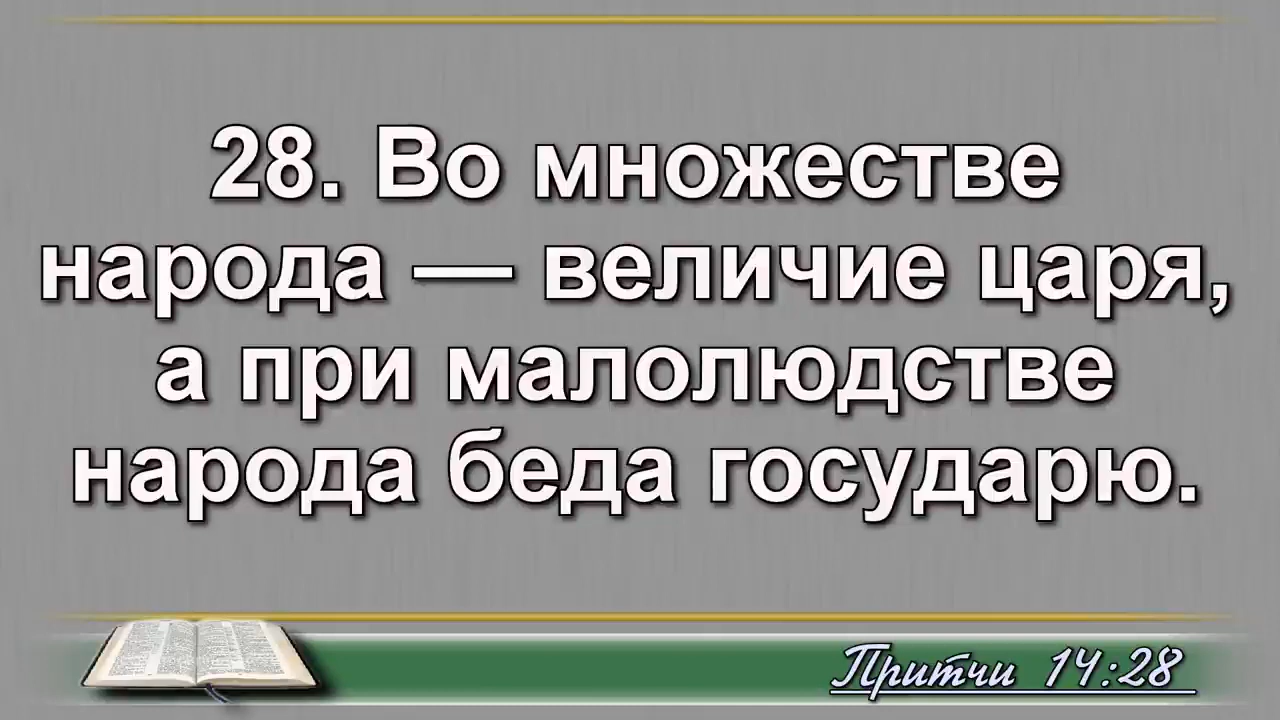 28. Во множестве
народа — величие царя,
а при малолюдстве
народа беда государю.
Притчи 14:28